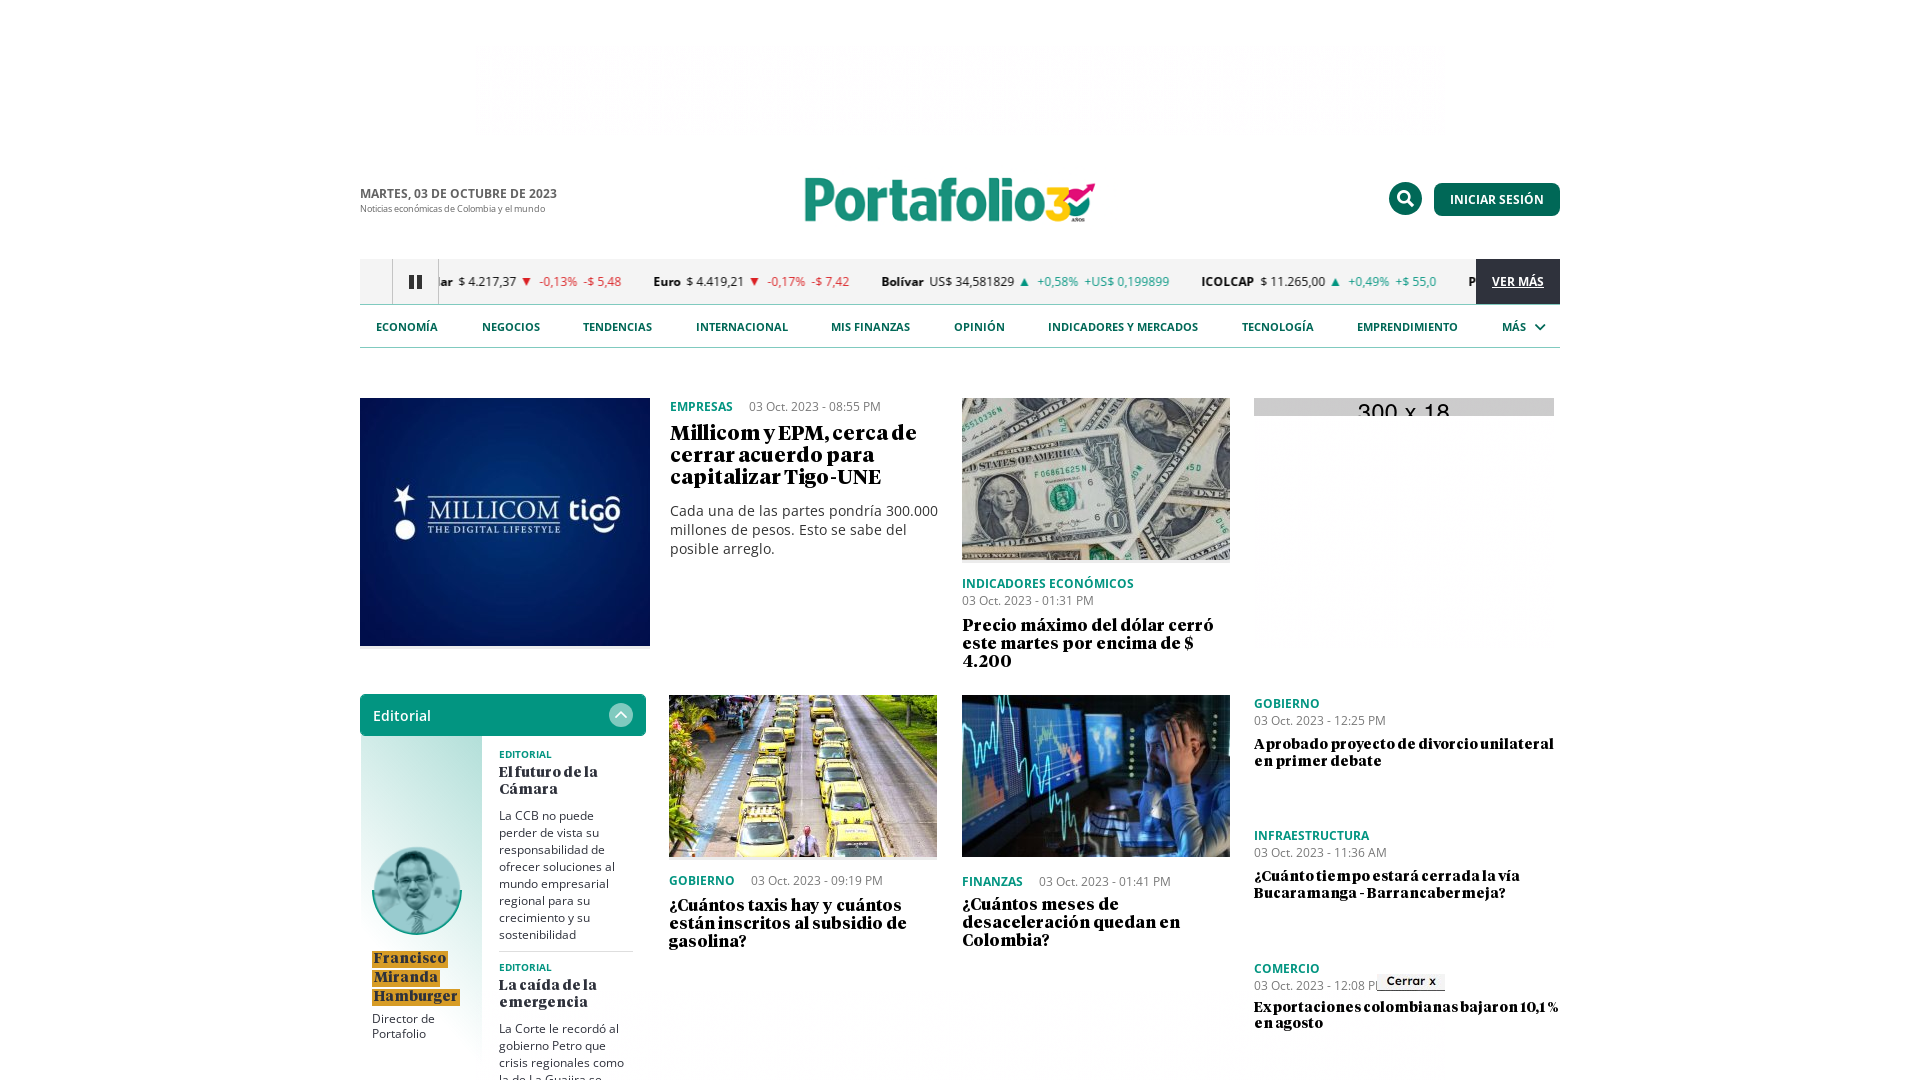 MARTES, 03 DE OCTUBRE DE 2023
Noticias económicas de Colombia y el mundo
Portafolio 30
AÑOS
INICIAR SESIÓN
lar $ 4.217,37 ▼ -0,13% -$ 5,48 Euro $ 4.419,21 ▼ -0,17% -$ 7,42 Bolívar US$ 34,581829 ▲ +0,58% +US$ 0,199899 ICOLCAP $ 11.265,00 ▲ +0,49% +$ 55,0 P VER MÁS
ECONOMÍA NEGOCIOS TENDENCIAS INTERNACIONAL MIS FINANZAS OPINIÓN INDICADORES Y MERCADOS TECNOLOGÍA EMPRENDIMIENTO MÁS
MILLICOM tigo
THE DIGITAL LIFESTYLE
EMPRESAS 03 Oct. 2023 - 08:55 PM
Millicom y EPM, cerca de
cerrar acuerdo para
capitalizar Tigo-UNE
Cada una de las partes pondría 300.000
millones de pesos. Esto se sabe del
posible arreglo.
INDICADORES ECONÓMICOS
03 Oct. 2023 - 01:31 PM
Precio máximo del dólar cerró
este martes por encima de $
4.200
300 x 18
Editorial
Francisco
Miranda
Hamburger
Director de
Portafolio
EDITORIAL
El futuro de la
Cámara
La CCB no puede
perder de vista su
responsabilidad de
ofrecer soluciones al
mundo empresarial
regional para su
crecimiento y su
sostenibilidad
EDITORIAL
La caída de la
emergencia
La Corte le recordó al
gobierno Petro que
crisis regionales como
la de La Guajira se
GOBIERNO 03 Oct. 2023 - 09:19 PM
¿Cuántos taxis hay y cuántos
están inscritos al subsidio de
gasolina?
FINANZAS 03 Oct. 2023 - 01:41 PM
¿Cuántos meses de
desaceleración quedan en
Colombia?
GOBIERNO
03 Oct. 2023 - 12:25 PM
Aprobado proyecto de divorcio unilateral
en primer debate
INFRAESTRUCTURA
03 Oct. 2023 - 11:36 AM
¿Cuánto tiempo estará cerrada la vía
Bucaramanga - Barrancabermeja?
COMERCIO
03 Oct. 2023 - 12:08 P
Cerrar x
Exportaciones colombianas bajaron 10,1 %
en agosto